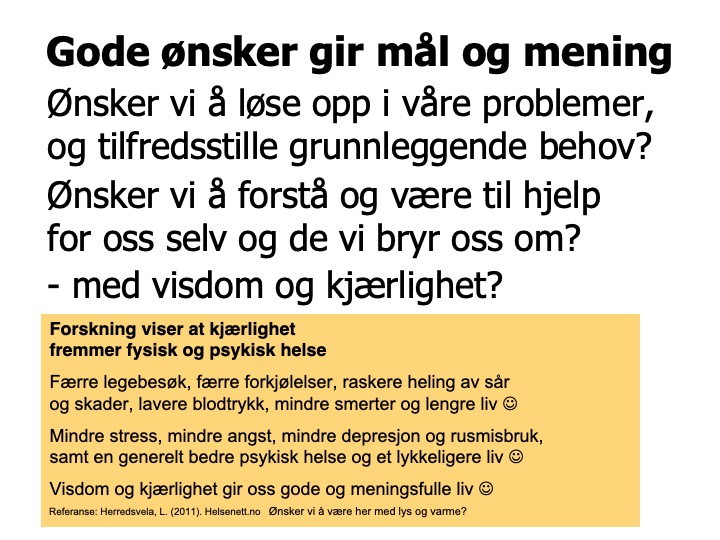 Gode ønsker gir mål og mening
Ønsker vi å løse opp i våre problemer,
og tilfredsstille grunnleggende behov?
Ønsker vi å forstå og være til hjelp
for oss selv og de vi bryr oss om?
- med visdom og kjærlighet?
Forskning viser at kjærlighet
fremmer fysisk og psykisk helse
Færre legebesøk, færre forkjølelser, raskere heling av sår
og skader, lavere blodtrykk, mindre smerter og lengre liv ☺
Mindre stress, mindre angst, mindre depresjon og rusmisbruk,
samt en generelt bedre psykisk helse og et lykkeligere liv ☺
Visdom og kjærlighet gir oss gode og meningsfulle liv ☺
Referanse: Herredsvela, L. (2011). Helsenett.no Ønsker vi å være her med lys og varme?